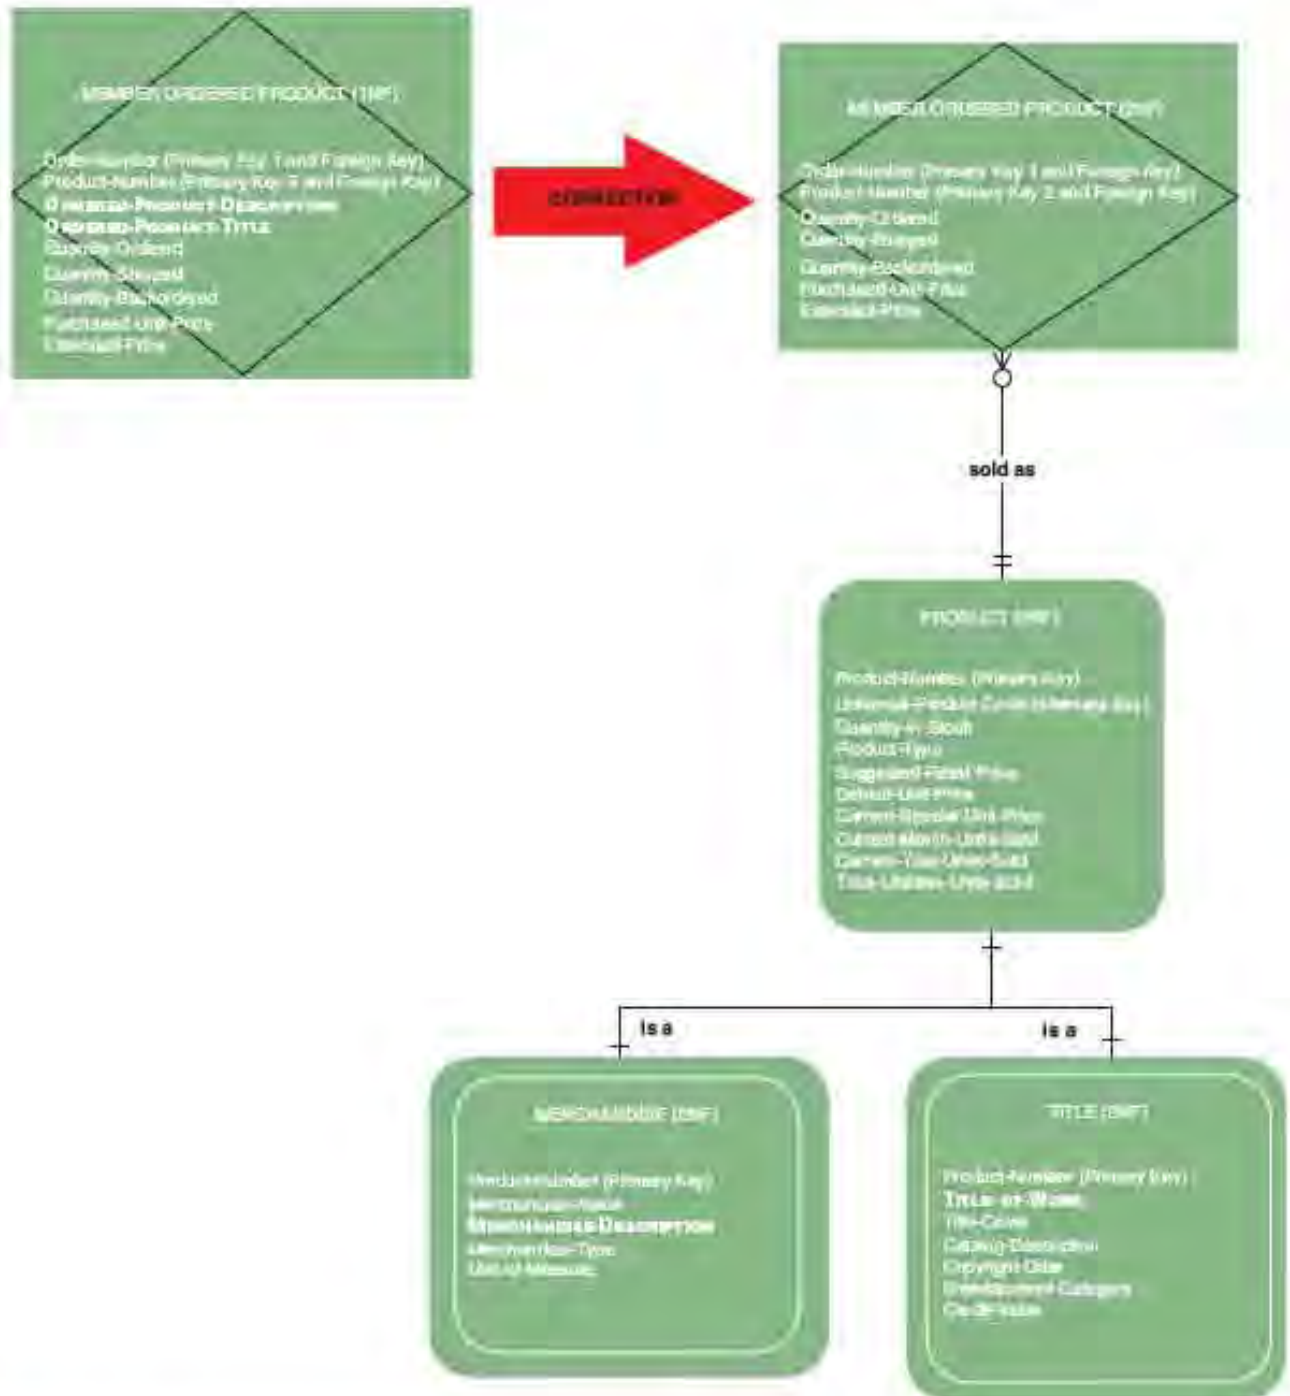 MEMBER ORDERED PRODUCT (1NF)
Order-Number (Primary Key 1 and Foreign Key)
Product-Number (Primary Key 2 and Foreign Key)
ORDERED-PRODUCT-DESCRIPTION
ORDERED-PRODUCT-TITLE
Quantity-Ordered
Quantity-Shipped
Quantity-Backordered
Purchased-Unit-Price
Extended-Price
CORRECTION
MEMBER ORDERED PRODUCT (2NF)
Order-Number (Primary Key 1 and Foreign Key)
Product-Number (Primary Key 2 and Foreign Key)
Quantity-Ordered
Quantity-Shipped
Quantity-Backordered
Purchased-Unit-Price
Extended-Price
sold as
PRODUCT (2NF)
Product-Number (Primary Key)
Universal-Product-Code (Alternate Key)
Quantity-in-Stock
Product-Type
Suggested-Retail-Price
Default-Unit-Price
Current-Special-Unit-Price
Current-Month-Units-Sold
Current-Year-Units-Sold
Total-Lifetime-Units-Sold
is a
is a
MERCHANDISE (2NF)
Product-Number (Primary Key)
Merchandise-Name
MERCHANDISE-DESCRIPTION
Merchandise-Type
Unit-of-Measure
TITLE (2NF)
Product-Number (Primary Key)
TITLE-OF-WORK
Title-Cover
Catalog-Description
Copyright-Date
Entertainment-Category
Credit-Value